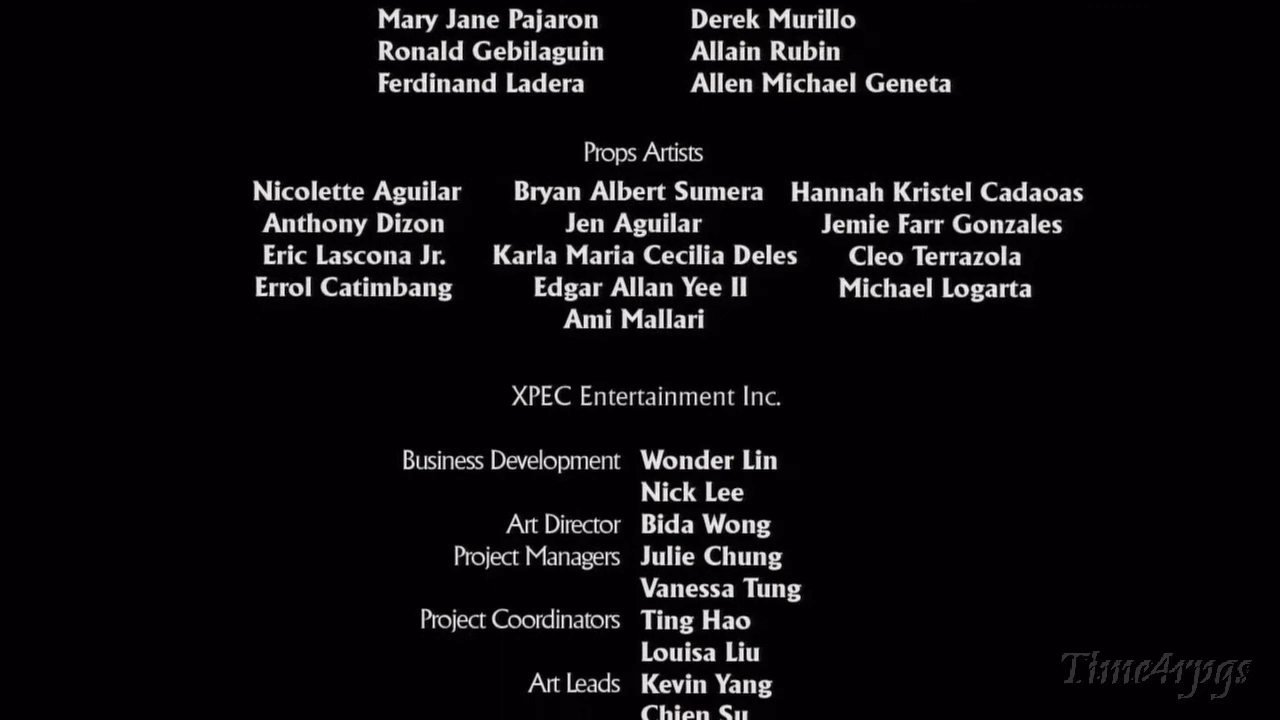 Mary Jane Pajaron Derek Murillo
Ronald Gebilaguin Allain Rubin
Ferdinand Ladera Allen Michael Geneta
Props Artists
Nicolette Aguilar Bryan Albert Sumera Hannah Kristel Cadaoas
Anthony Dizon Jen Aguilar Jemie Farr Gonzales
Eric Lascona Jr. Karla Maria Cecilia Deles Cleo Terrazola
Errol Catimbang Edgar Allan Yee II Michael Logarta
Ami Mallari
XPEC Entertainment Inc.
Business Development Wonder Lin
Nick Lee
Art Director Bida Wong
Project Managers Julie Chung
Vanessa Tung
Project Coordinators Ting Hao
Louisa Liu
Art Leads Kevin Yang
Chien Su
Time4rpgs